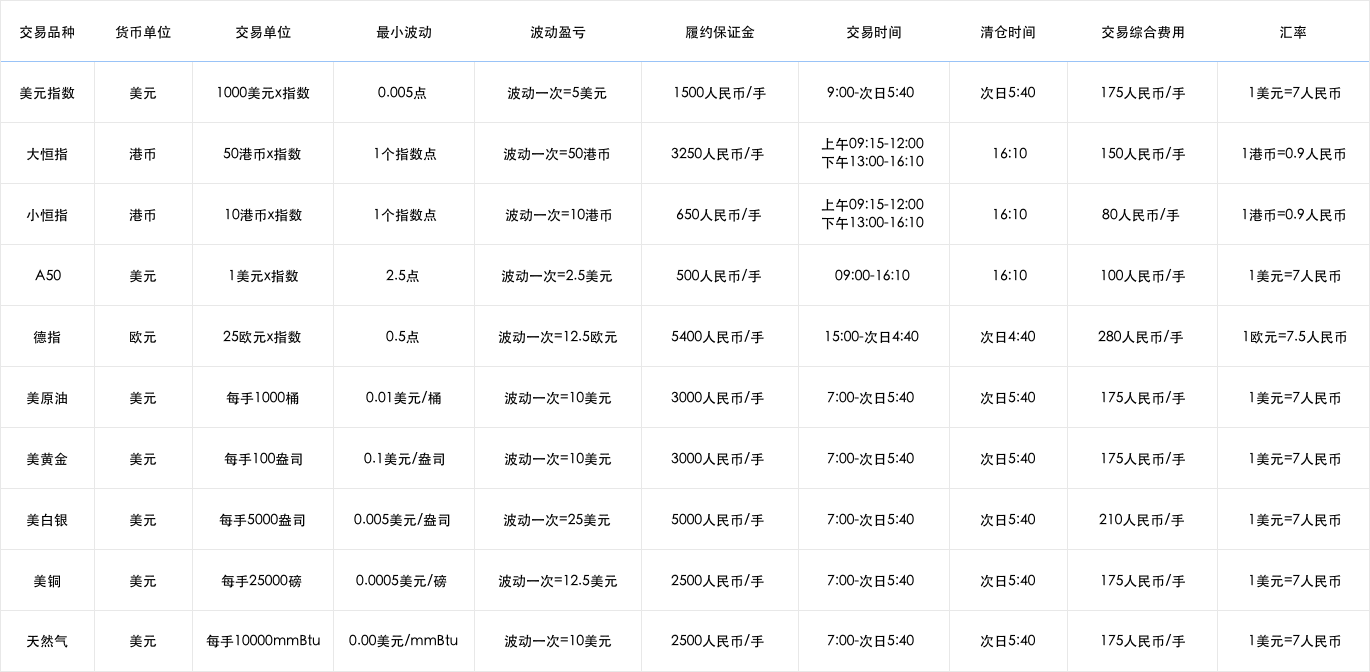 交易品种 货币单位 交易单位 最小波动 波动盈亏 履约保证金 交易时间 清仓时间 交易综合费用 汇率
美元指数 美元 1000美元x指数 0.005点 波动一次=5美元 1500人民币/手 9:00-次日5:40 次日5:40 175人民币/手 1美元=7人民币
大恒指 港币 50港币x指数 1个指数点 波动一次=50港币 3250人民币/手 上午09:15-12:00 16:10 150人民币/手 1港币=0.9人民币
下午13:00-16:10
小恒指 港币 10港币x指数 1个指数点 波动一次=10港币 650人民币/手 上午09:15-12:00 16:10 80人民币/手 1港币=0.9人民币
下午13:00-16:10
A50 美元 1美元x指数 2.5点 波动一次=2.5美元 500人民币/手 09:00-16:10 16:10 100人民币/手 1美元=7人民币
德指 欧元 25欧元x指数 0.5点 波动一次=12.5欧元 5400人民币/手 15:00-次日4:40 次日4:40 280人民币/手 1欧元=7.5人民币
美原油 美元 每手1000桶 0.01美元/桶 波动一次=10美元 3000人民币/手 7:00-次日5:40 次日5:40 175人民币/手 1美元=7人民币
美黄金 美元 每手100盎司 0.1美元/盎司 波动一次=10美元 3000人民币/手 7:00-次日5:40 次日5:40 175人民币/手 1美元=7人民币
美白银 美元 每手5000盎司 0.005美元/盎司 波动一次=25美元 5000人民币/手 7:00-次日5:40 次日5:40 210人民币/手 1美元=7人民币
美铜 美元 每手25000磅 0.0005美元/磅 波动一次=12.5美元 2500人民币/手 7:00-次日5:40 次日5:40 175人民币/手 1美元=7人民币
天然气 美元 每手10000mmBtu 0.00美元/mmBtu 波动一次=10美元 2500人民币/手 7:00-次日5:40 次日5:40 175人民币/手 1美元=7人民币